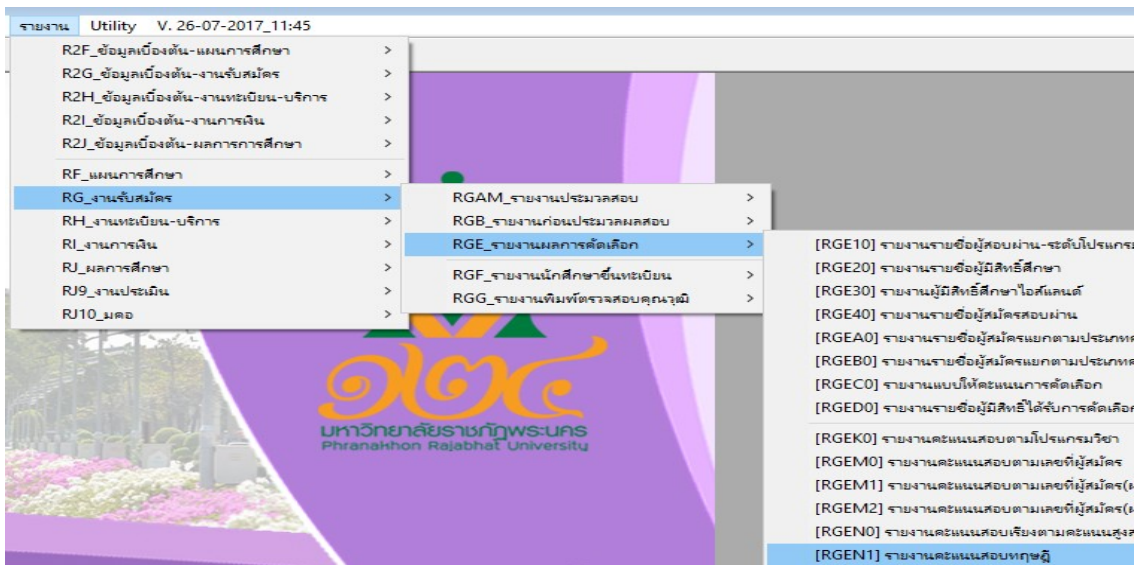 รายงาน Utility V. 26-07-2017_11:45
R2F_ข้อมูลเบื้องต้น-แผนการศึกษา >
R2G_ข้อมูลเบื้องต้น-งานรับสมัคร >
R2H_ข้อมูลเบื้องต้น-งานทะเบียน-บริการ >
R2I_ข้อมูลเบื้องต้น-งานการเงิน >
R2J_ข้อมูลเบื้องต้น-ผลการการศึกษา >
RF_แผนการศึกษา >
RG_งานรับสมัคร >
RH_งานทะเบียน-บริการ >
RI_งานการเงิน >
RJ_ผลการศึกษา >
RJ9_งานประเมิน >
RJ10_มคอ >
RGAM_รายงานประมวลสอบ >
RGB_รายงานก่อนประมวลผลสอบ >
RGE_รายงานผลการคัดเลือก >
RGF_รายงานนักศึกษาขึ้นทะเบียน >
RGG_รายงานพิมพ์ตรวจสอบคุณวุฒิ >
[RGE10] รายงานรายชื่อผู้สอบผ่าน-ระดับโปรแกรม
[RGE20] รายงานรายชื่อผู้มีสิทธิ์ศึกษา
[RGE30] รายงานผู้มีสิทธิ์ศึกษาไอส์แลนด์
[RGE40] รายงานรายชื่อผู้สมัครสอบผ่าน
[RGEA0] รายงานรายชื่อผู้สมัครแยกตามประเภท
[RGEB0] รายงานรายชื่อผู้สมัครแยกตามประเภท
[RGEC0] รายงานแบบให้คะแนนการคัดเลือก
[RGED0] รายงานรายชื่อผู้มีสิทธิ์ได้รับการคัดเลือก
[RGEK0] รายงานคะแนนสอบตามโปรแกรมวิชา
[RGEM0] รายงานคะแนนสอบตามเลขที่ผู้สมัคร
[RGEM1] รายงานคะแนนสอบตามเลขที่ผู้สมัคร(
[RGEM2] รายงานคะแนนสอบตามเลขที่ผู้สมัคร(
[RGEN0] รายงานคะแนนสอบเรียงตามคะแนนสูง
[RGEN1] รายงานคะแนนสอบทฤษฎี
๑๒๔
มหาวิทยาลัยราชภัฏพระนคร
Phranakhon Rajabhat University